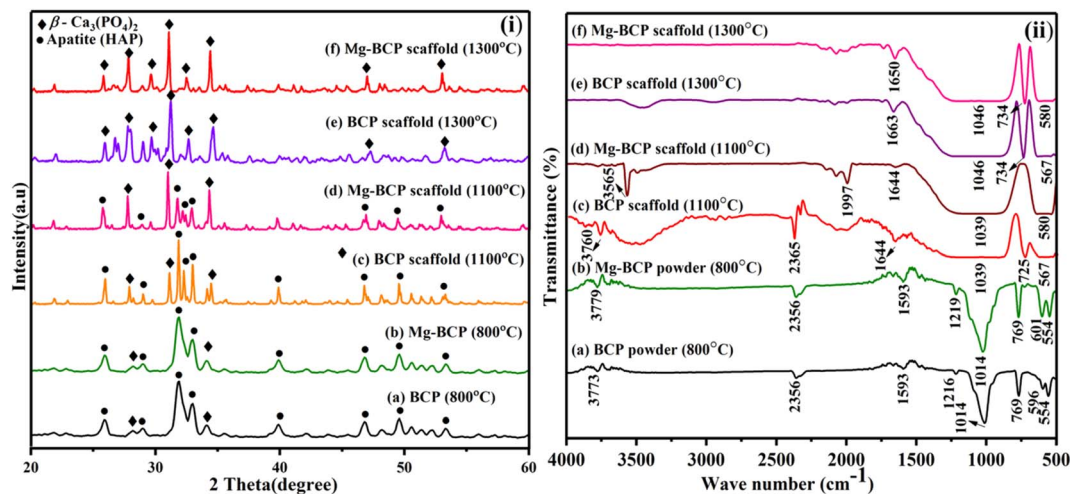 β- Ca3(PO4)2
Apatite (HAP)
(i)
(f) Mg-BCP scaffold (1300°C)
(e) BCP scaffold (1300°C)
(d) Mg-BCP scaffold (1100°C)
(c) BCP scaffold (1100°C)
(b) Mg-BCP (800°C)
(a) BCP (800°C)
Intensity(a.u)
20 30 40 50 60
2 Theta(degree)
(ii)
(f) Mg-BCP scaffold (1300°C)
1650
1046
734
580
(e) BCP scaffold (1300°C)
1663
1046
734
567
(d) Mg-BCP scaffold (1100°C)
3565
1997
1644
1039
580
(c) BCP scaffold (1100°C)
3760
2365
1644
1039
725
567
(b) Mg-BCP powder (800°C)
3779
2356
1593
1219
1014
769
601
554
(a) BCP powder (800°C)
3773
2356
1593
1216
1014
769
596
554
Transmittance (%)
4000 3500 3000 2500 2000 1500 1000 500
Wave number (cm-1)